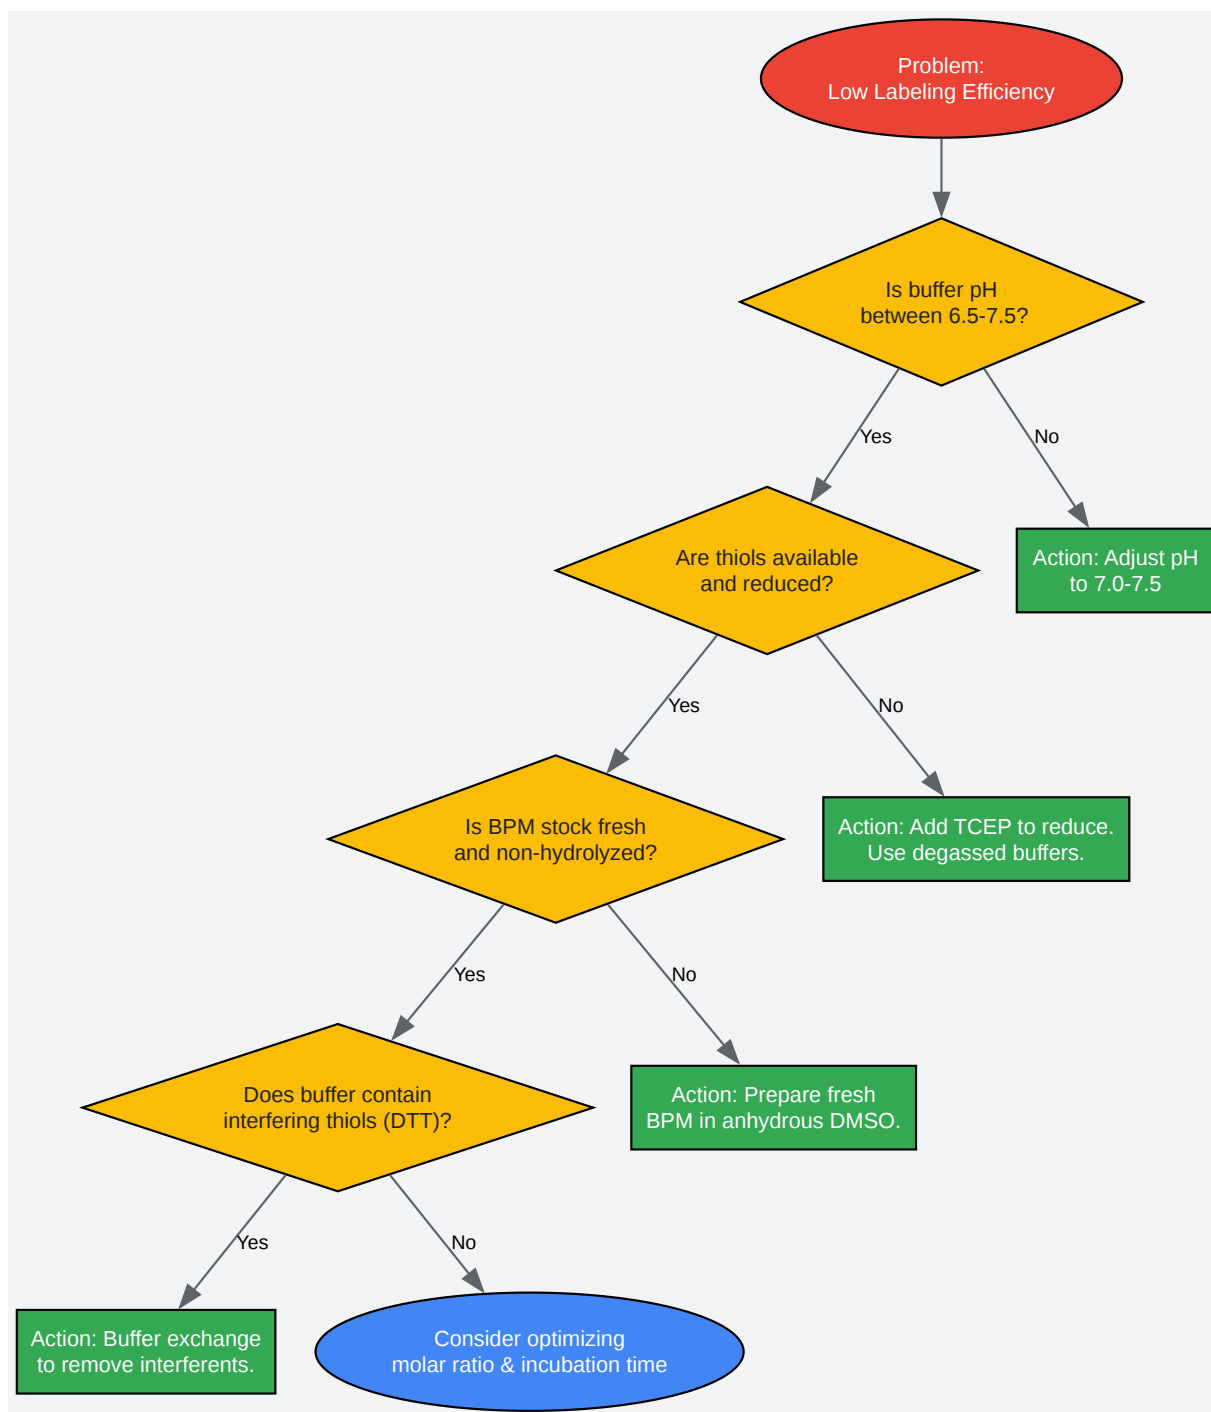 Problem:
Low Labeling Efficiency
Is buffer pH
between 6.5-7.5?
Yes
No
Are thiols available
and reduced?
Action: Adjust pH
to 7.0-7.5
Yes
No
Is BPM stock fresh
and non-hydrolyzed?
Action: Add TCEP to reduce.
Use degassed buffers.
Yes
No
Does buffer contain
interfering thiols (DTT)?
Action: Prepare fresh
BPM in anhydrous DMSO.
Yes
No
Action: Buffer exchange
to remove interferents.
Consider optimizing
molar ratio & incubation time